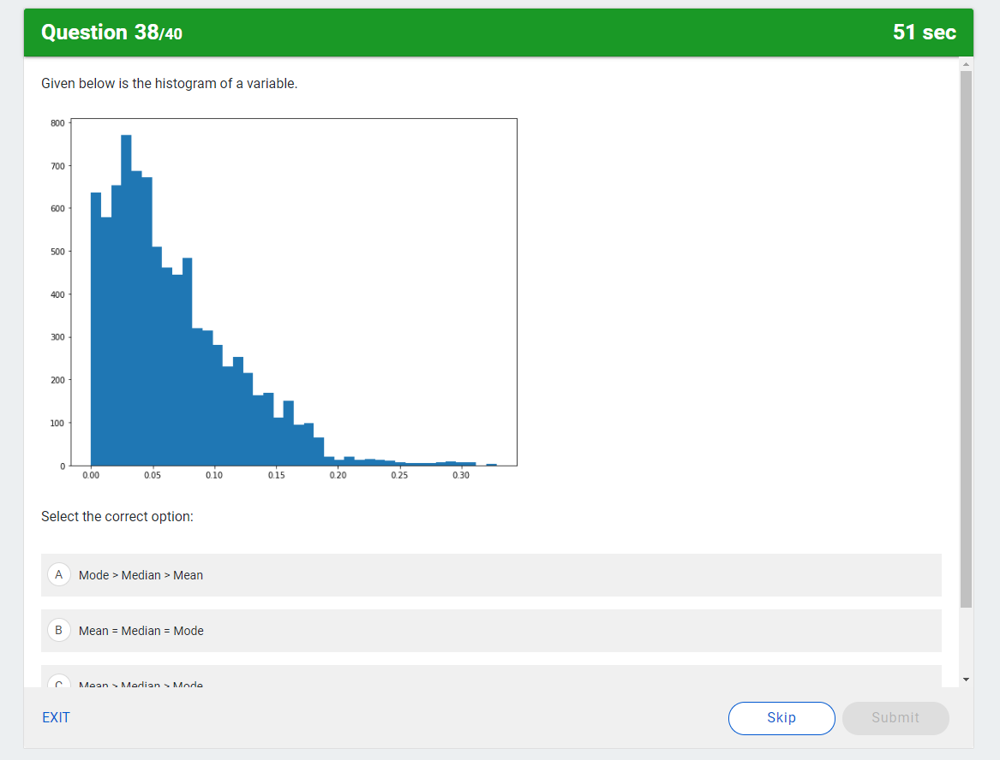 Question 38/40
51 sec
Given below is the histogram of a variable.
800
700
600
500
400
300
200
100
0
0.00 0.05 0.10 0.15 0.20 0.25 0.30
Select the correct option:
A Mode > Median > Mean
B Mean = Median = Mode
C Mean > Median > Mode
EXIT
Skip
Submit